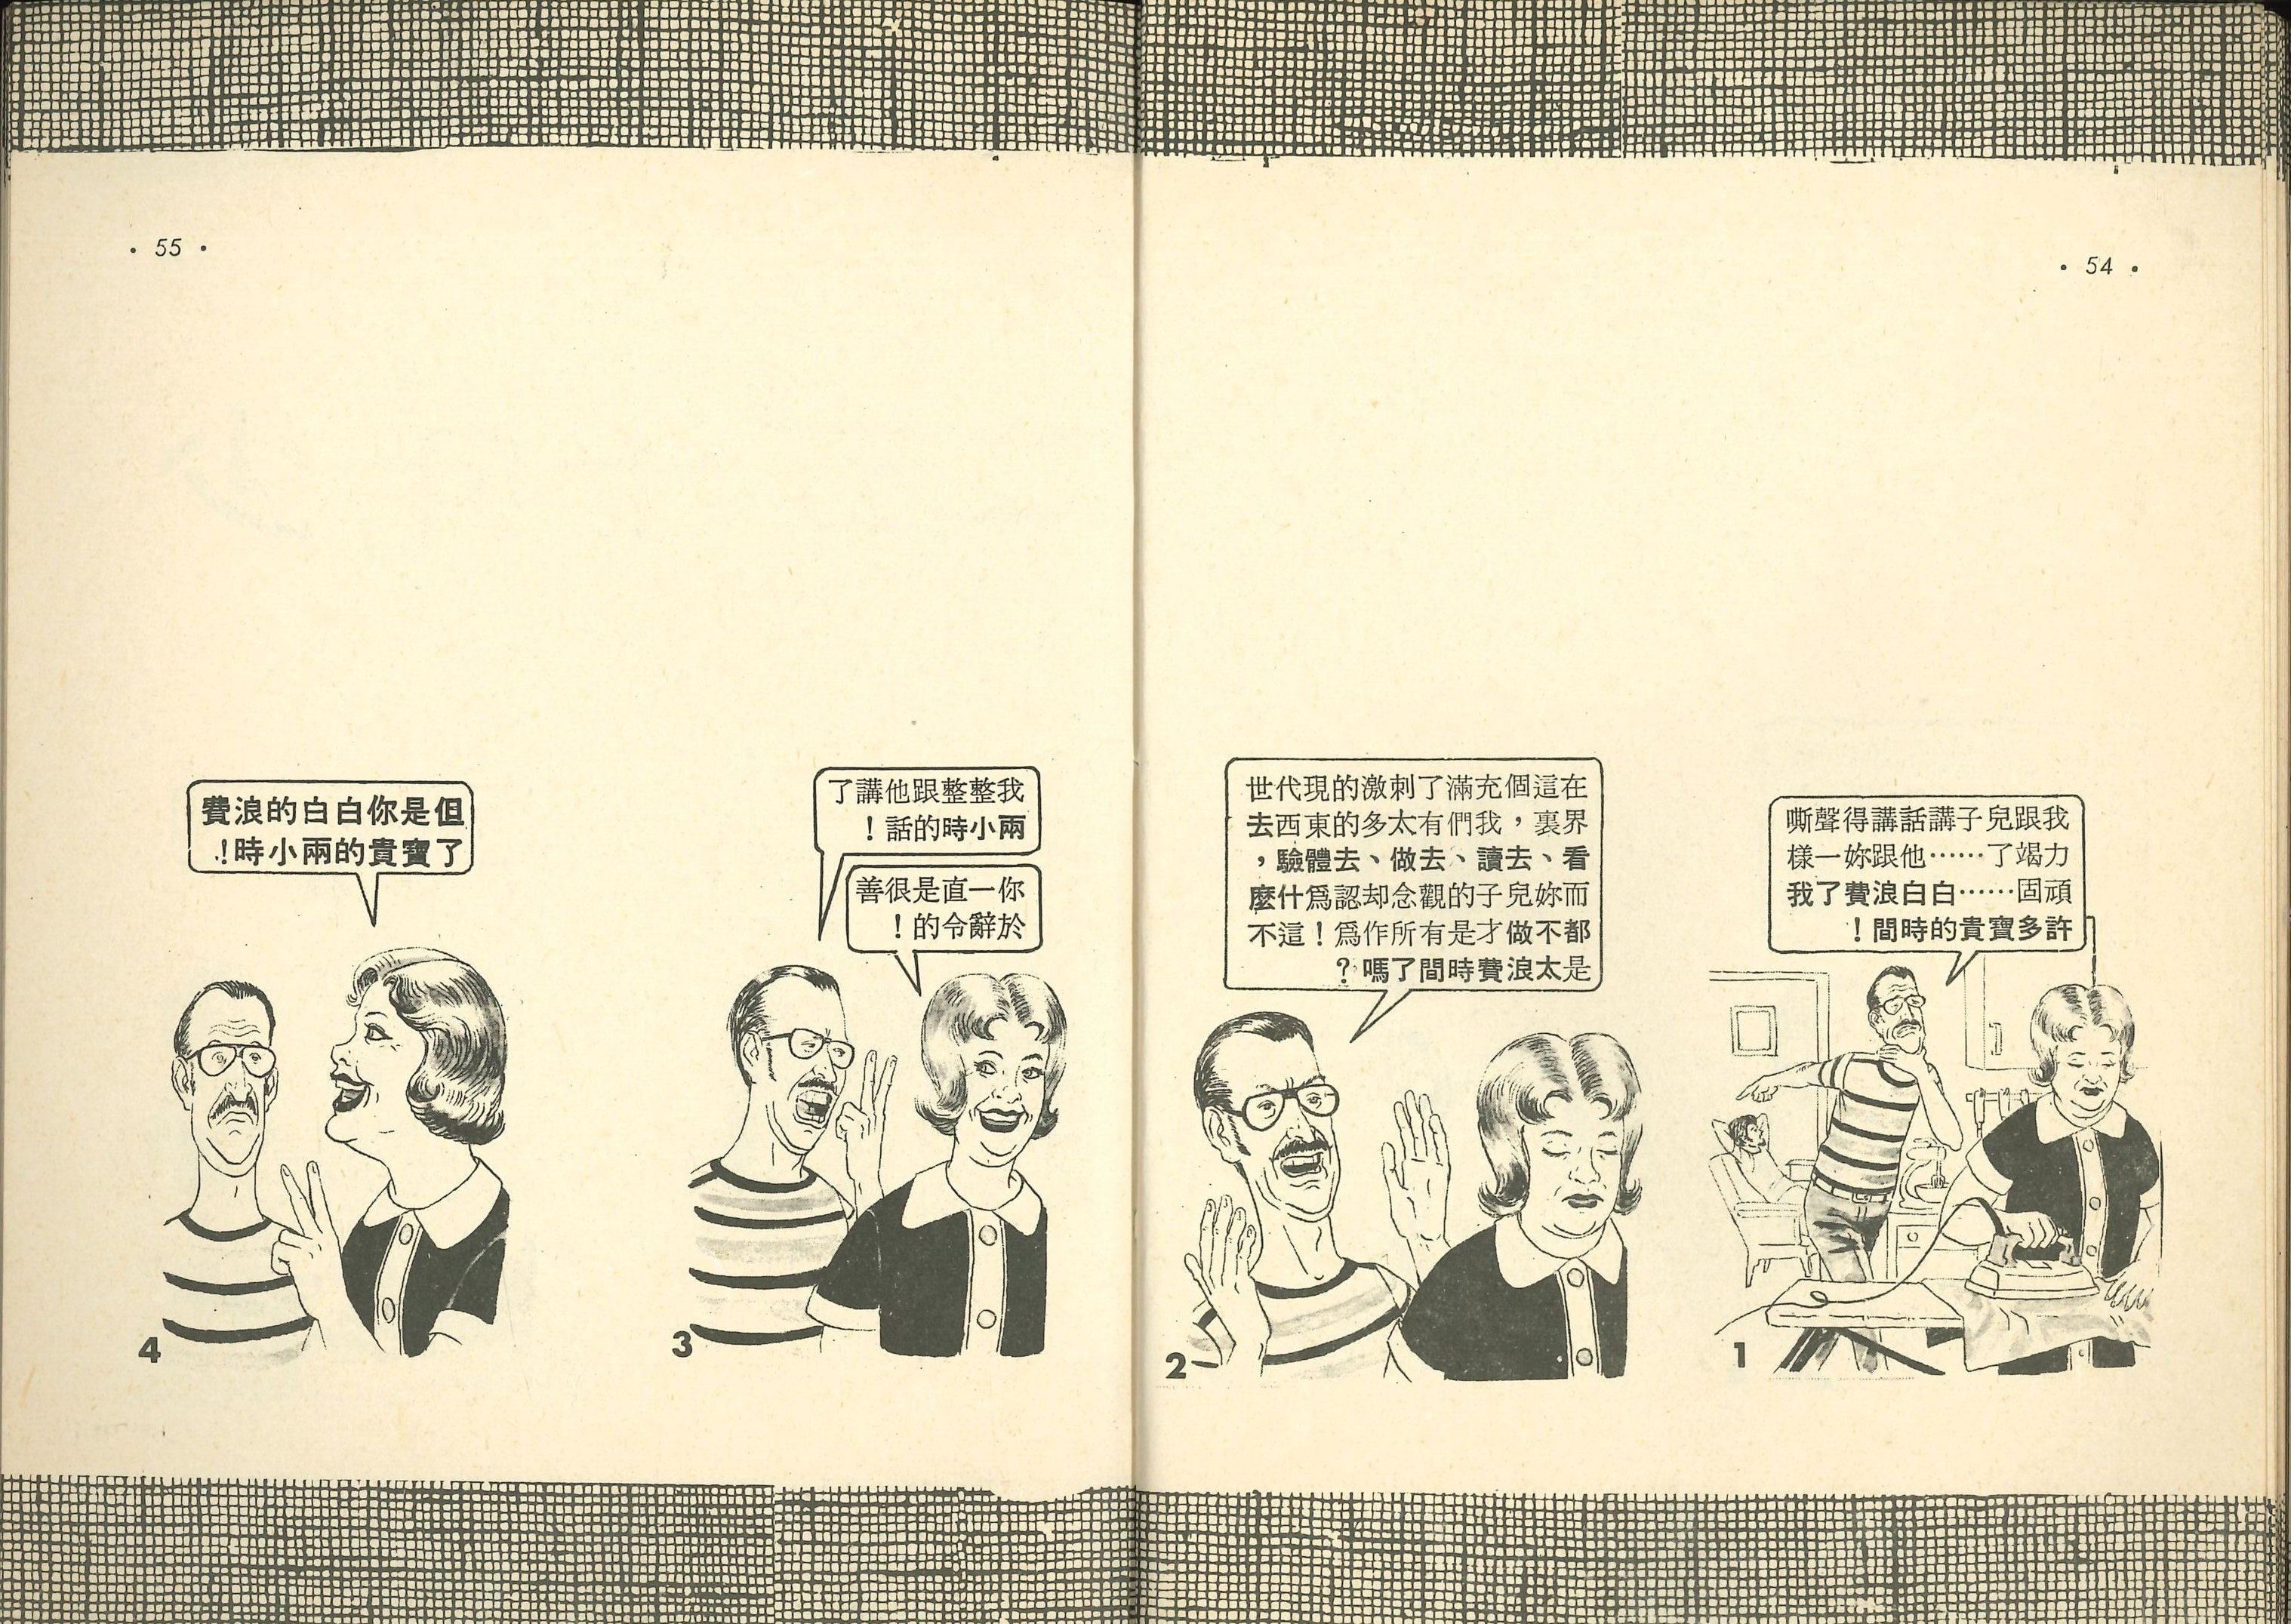 • 54 •
我跟兒子講話講得聲嘶
力竭了……他跟妳一樣
頑固……白白浪費了我
許多寶貴的時間！
1
在這個充滿了刺激的現代世
界裏，我們有太多的東西去
看、去讀、去做、去體驗，
而妳兒子的觀念却認爲什麼
都不做才是有所作爲！這不
是太浪費時間了嗎？
2
• 55 •
我整整跟他講了
兩小時的話！
你一直是很善
於辭令的！
3
但是你白白的浪費
了寶貴的兩小時！
4